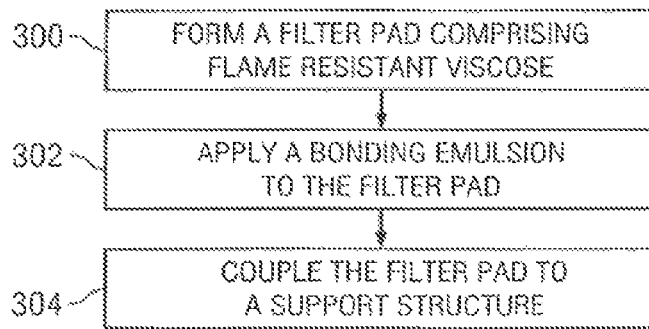 300
FORM A FILTER PAD COMPRISING
FLAME RESISTANT VISCOSE
302
APPLY A BONDING EMULSION
TO THE FILTER PAD
304
COUPLE THE FILTER PAD TO
A SUPPORT STRUCTURE